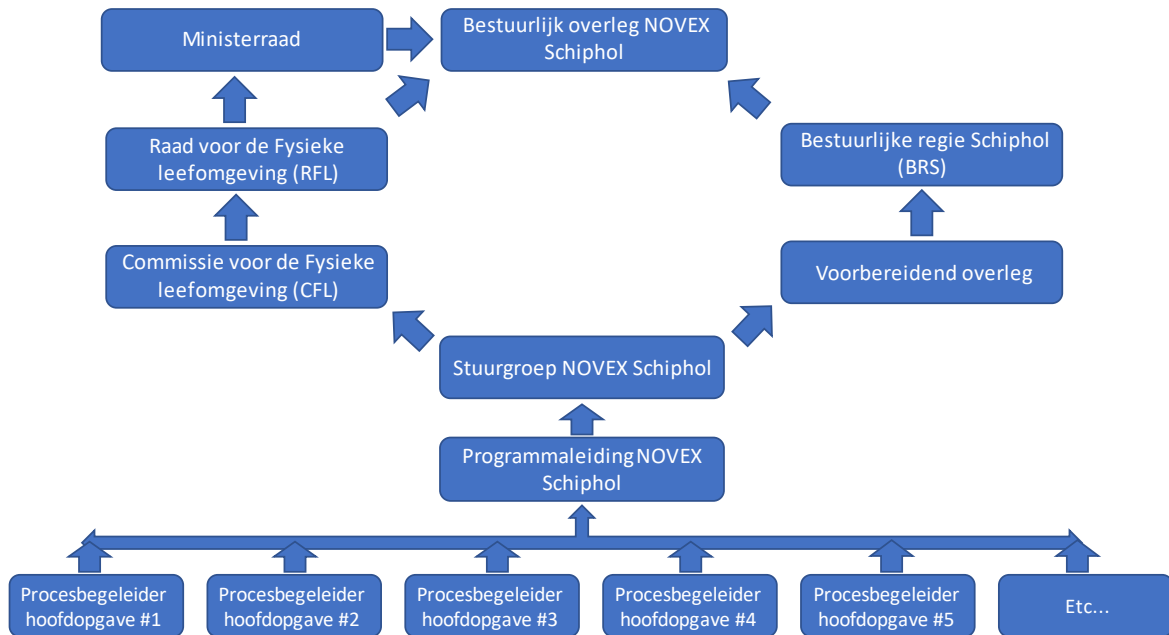 Ministerraad
Bestuurlijk overleg NOVEX
Schiphol
Raad voor de Fysieke
leefomgeving (RFL)
Bestuurlijke regie Schiphol
(BRS)
Commissie voor de Fysieke
leefomgeving (CFL)
Voorbereidend overleg
Stuurgroep NOVEX Schiphol
Programmaleiding NOVEX
Schiphol
Procesbegeleider
hoofdopgave #1
Procesbegeleider
hoofdopgave #2
Procesbegeleider
hoofdopgave #3
Procesbegeleider
hoofdopgave #4
Procesbegeleider
hoofdopgave #5
Etc...